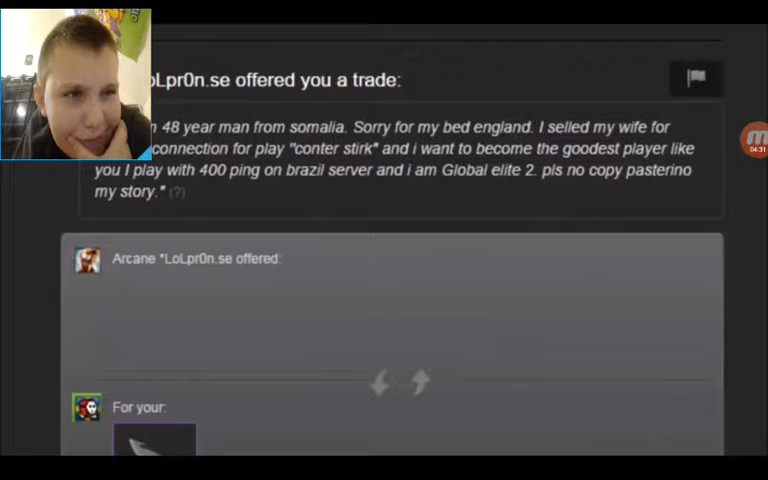 oLpr0n.se offered you a trade:
48 year man from somalia. Sorry for my bed england. I selled my wife for
connection for play "conter stirk" and i want to become the goodest player like
you I play with 400 ping on brazil server and i am Global elite 2. pls no copy pasterino
my story.* (?)
Arcane *LoLpr0n.se offered:
For your:
04:31